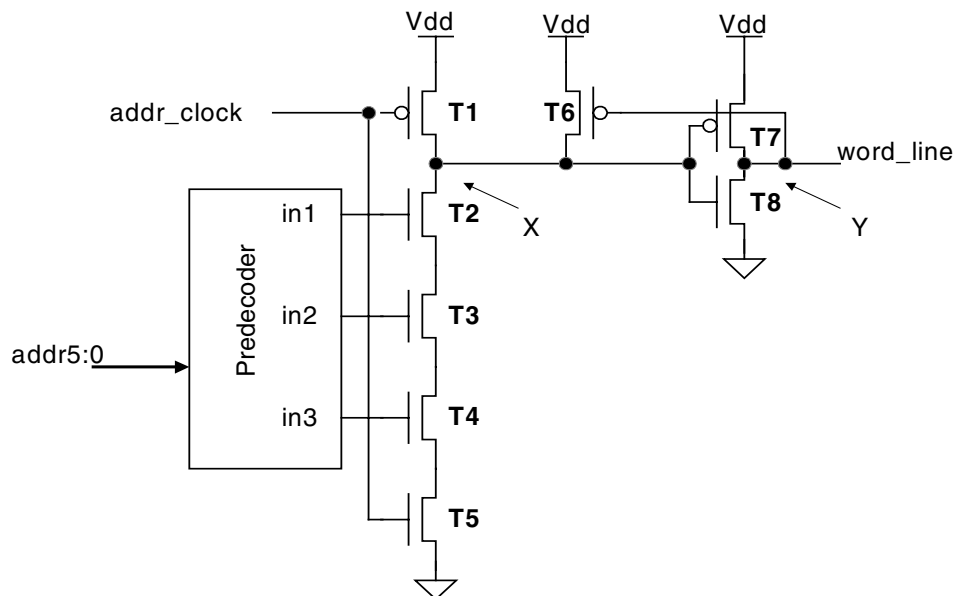 Vdd
Vdd
Vdd
addr_clock
T1
T6
T7
word_line
in1
T2
X
T8
Y
Predecoder
in2
T3
addr5:0
in3
T4
T5